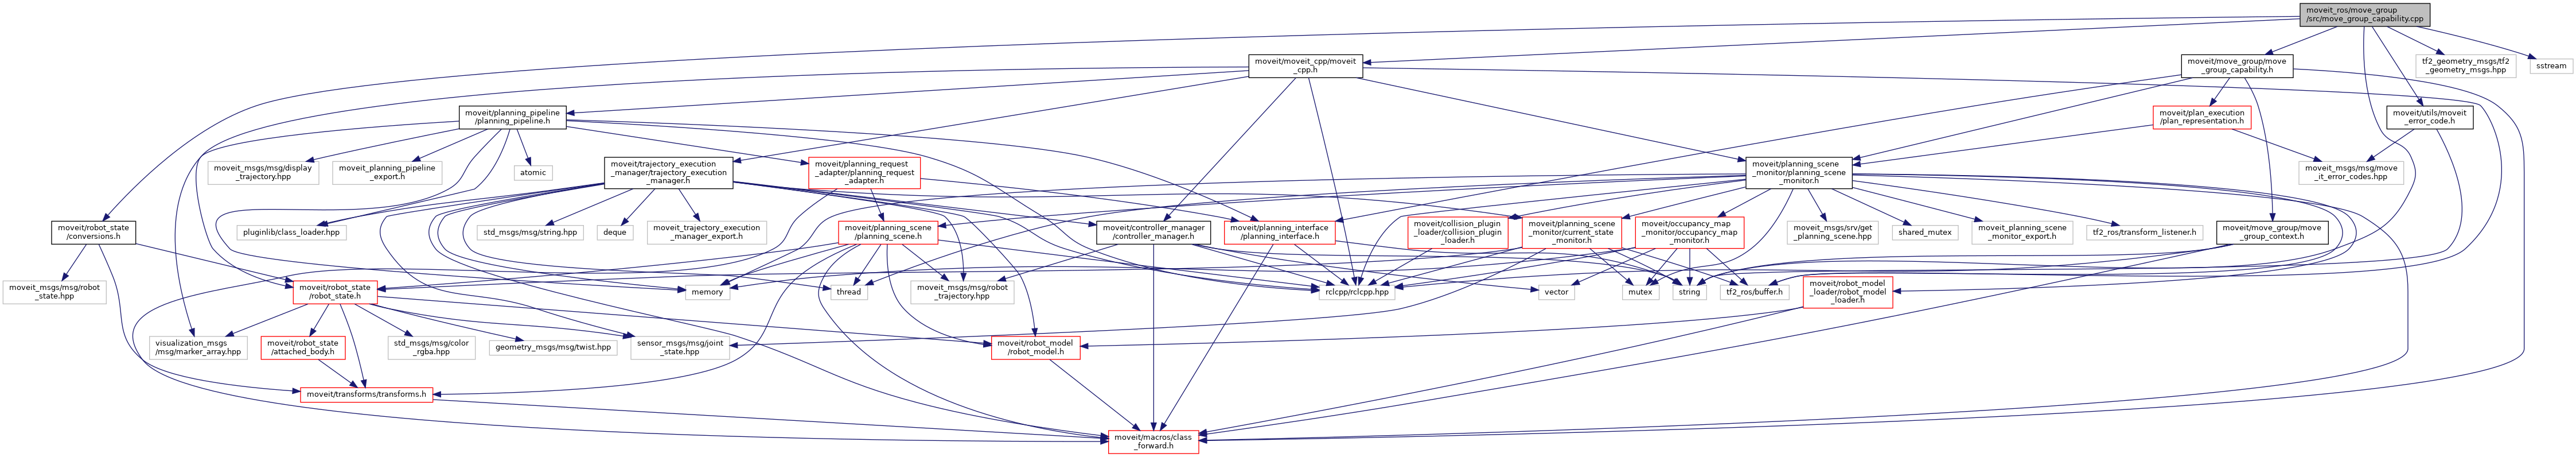 moveit_ros/move_group
/src/move_group_capability.cpp
moveit/moveit_cpp/moveit
_cpp.h
moveit/move_group/move
_group_capability.h
tf2_geometry_msgs/tf2
_geometry_msgs.hpp
sstream
moveit/planning_pipeline
/planning_pipeline.h
moveit/plan_execution
/plan_representation.h
moveit/utils/moveit
_error_code.h
moveit_msgs/msg/display
_trajectory.hpp
moveit_planning_pipeline
_export.h
atomic
moveit/trajectory_execution
_manager/trajectory_execution
_manager.h
moveit/planning_request
_adapter/planning_request
_adapter.h
moveit/planning_scene
_monitor/planning_scene
_monitor.h
moveit_msgs/msg/move
_it_error_codes.hpp
moveit/robot_state
/conversions.h
pluginlib/class_loader.hpp
std_msgs/msg/string.hpp
deque
moveit_trajectory_execution
_manager_export.h
moveit/planning_scene
/planning_scene.h
moveit/controller_manager
/controller_manager.h
moveit/planning_interface
/planning_interface.h
moveit/collision_plugin
_loader/collision_plugin
_loader.h
moveit/planning_scene
_monitor/current_state
_monitor.h
moveit/occupancy_map
_monitor/occupancy_map
_monitor.h
moveit_msgs/srv/get
_planning_scene.hpp
shared_mutex
moveit_planning_scene
_monitor_export.h
tf2_ros/transform_listener.h
moveit/move_group/move
_group_context.h
moveit_msgs/msg/robot
_state.hpp
moveit/robot_state
/robot_state.h
memory
thread
moveit_msgs/msg/robot
_trajectory.hpp
rclcpp/rclcpp.hpp
vector
mutex
string
tf2_ros/buffer.h
moveit/robot_model
_loader/robot_model
_loader.h
visualization_msgs
/msg/marker_array.hpp
moveit/robot_state
/attached_body.h
std_msgs/msg/color
_rgba.hpp
geometry_msgs/msg/twist.hpp
sensor_msgs/msg/joint
_state.hpp
moveit/robot_model
/robot_model.h
moveit/transforms/transforms.h
moveit/macros/class
_forward.h